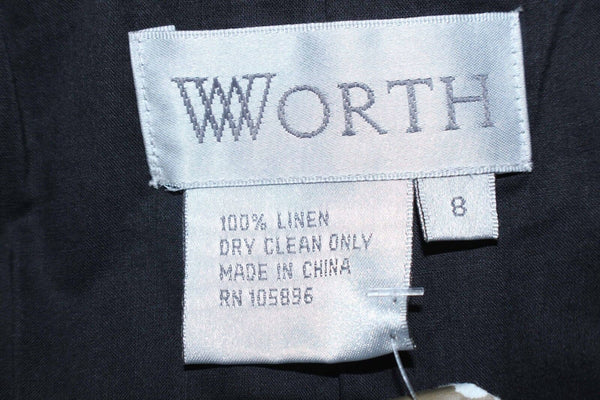 WORTH
8
100% LINEN
DRY CLEAN ONLY
MADE IN CHINA
RN 105896